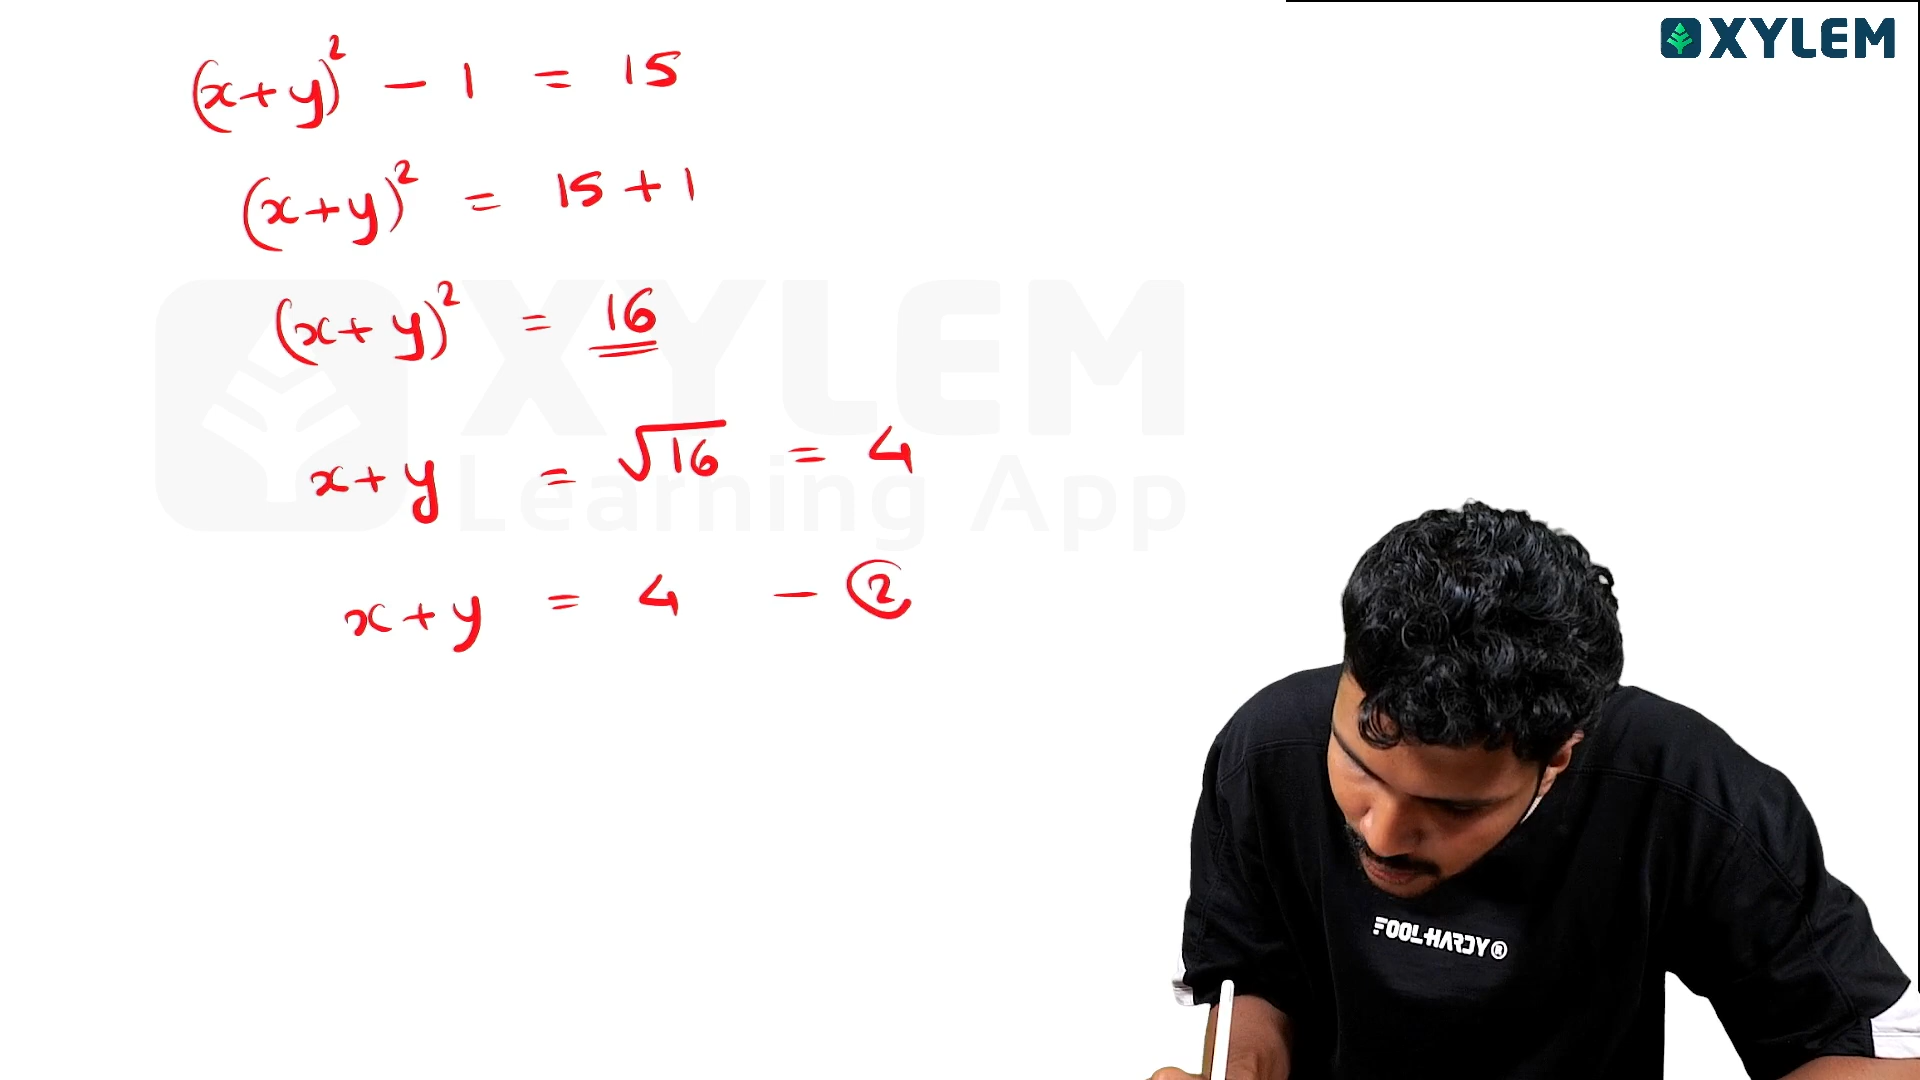 XYLEM
(x+y)² - 1 = 15
(x+y)² = 15 + 1
(x+y)² = 16
x+y = √16 = 4
x+y = 4 - ②
XYLEM
Learning App
FOOLHARDY®